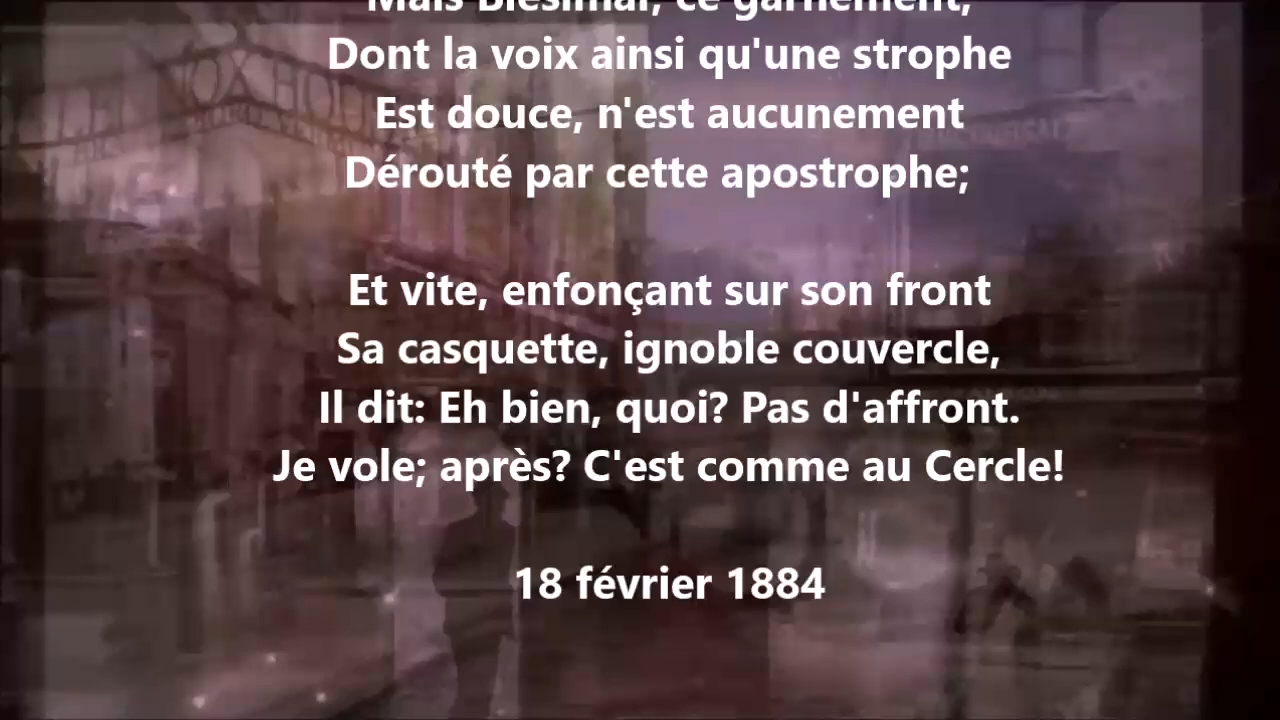 Mais Blésimar, ce garnement,
Dont la voix ainsi qu'une strophe
Est douce, n'est aucunement
Dérouté par cette apostrophe;
Et vite, enfonçant sur son front
Sa casquette, ignoble couvercle,
Il dit: Eh bien, quoi? Pas d'affront.
Je vole; après? C'est comme au Cercle!
18 février 1884